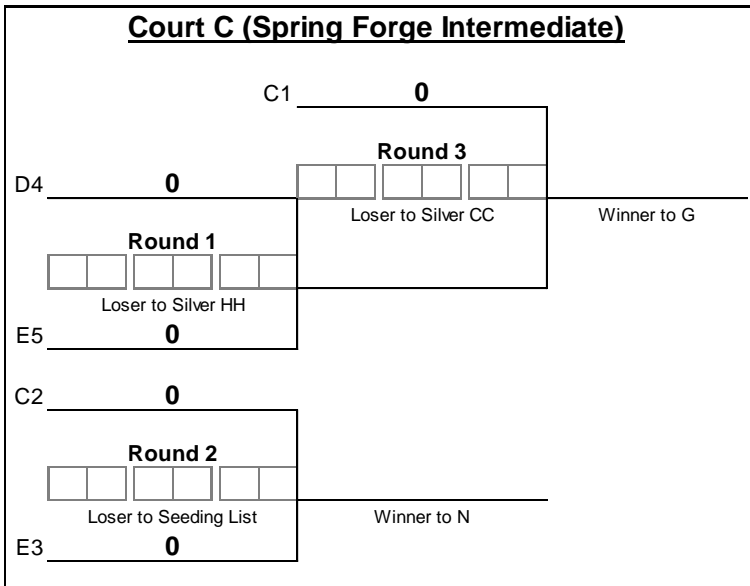 Court C (Spring Forge Intermediate)
C1 0
Round 3
D4 0
Loser to Silver CC Winner to G
Round 1
Loser to Silver HH
E5 0
C2 0
Round 2
Loser to Seeding List Winner to N
E3 0